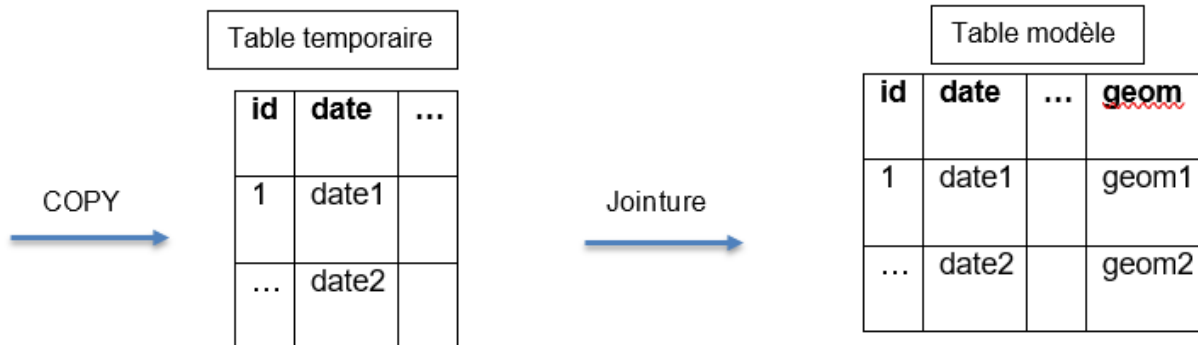 Table temporaire
Table modèle
id date ...
id date ... geom
COPY
1 date1
Jointure
1 date1 geom1
... date2
... date2 geom2